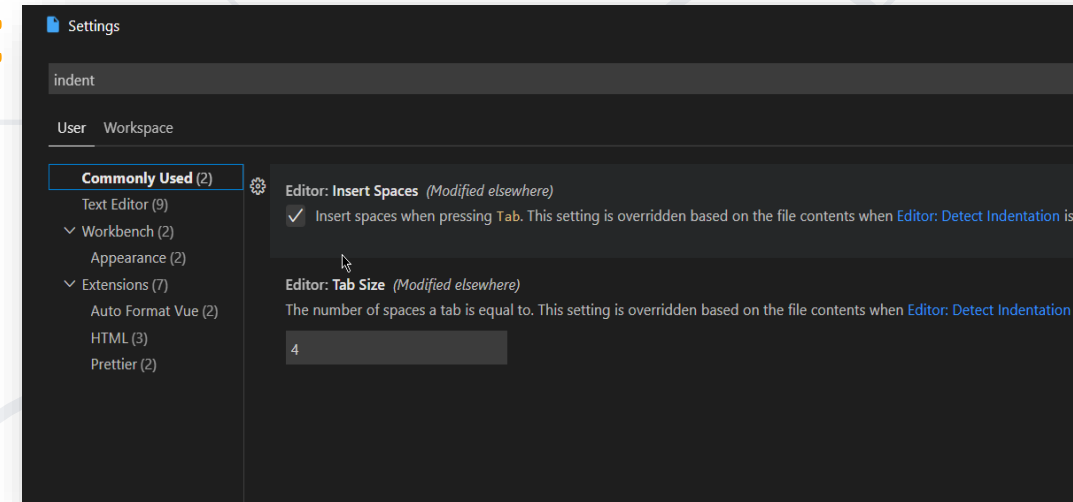 Settings
indent
User Workspace
Commonly Used (2)
Text Editor (9)
Workbench (2)
Appearance (2)
Extensions (7)
Auto Format Vue (2)
HTML (3)
Prettier (2)
Editor: Insert Spaces (Modified elsewhere)
Insert spaces when pressing Tab. This setting is overridden based on the file contents when Editor: Detect Indentation is
Editor: Tab Size (Modified elsewhere)
The number of spaces a tab is equal to. This setting is overridden based on the file contents when Editor: Detect Indentation
4